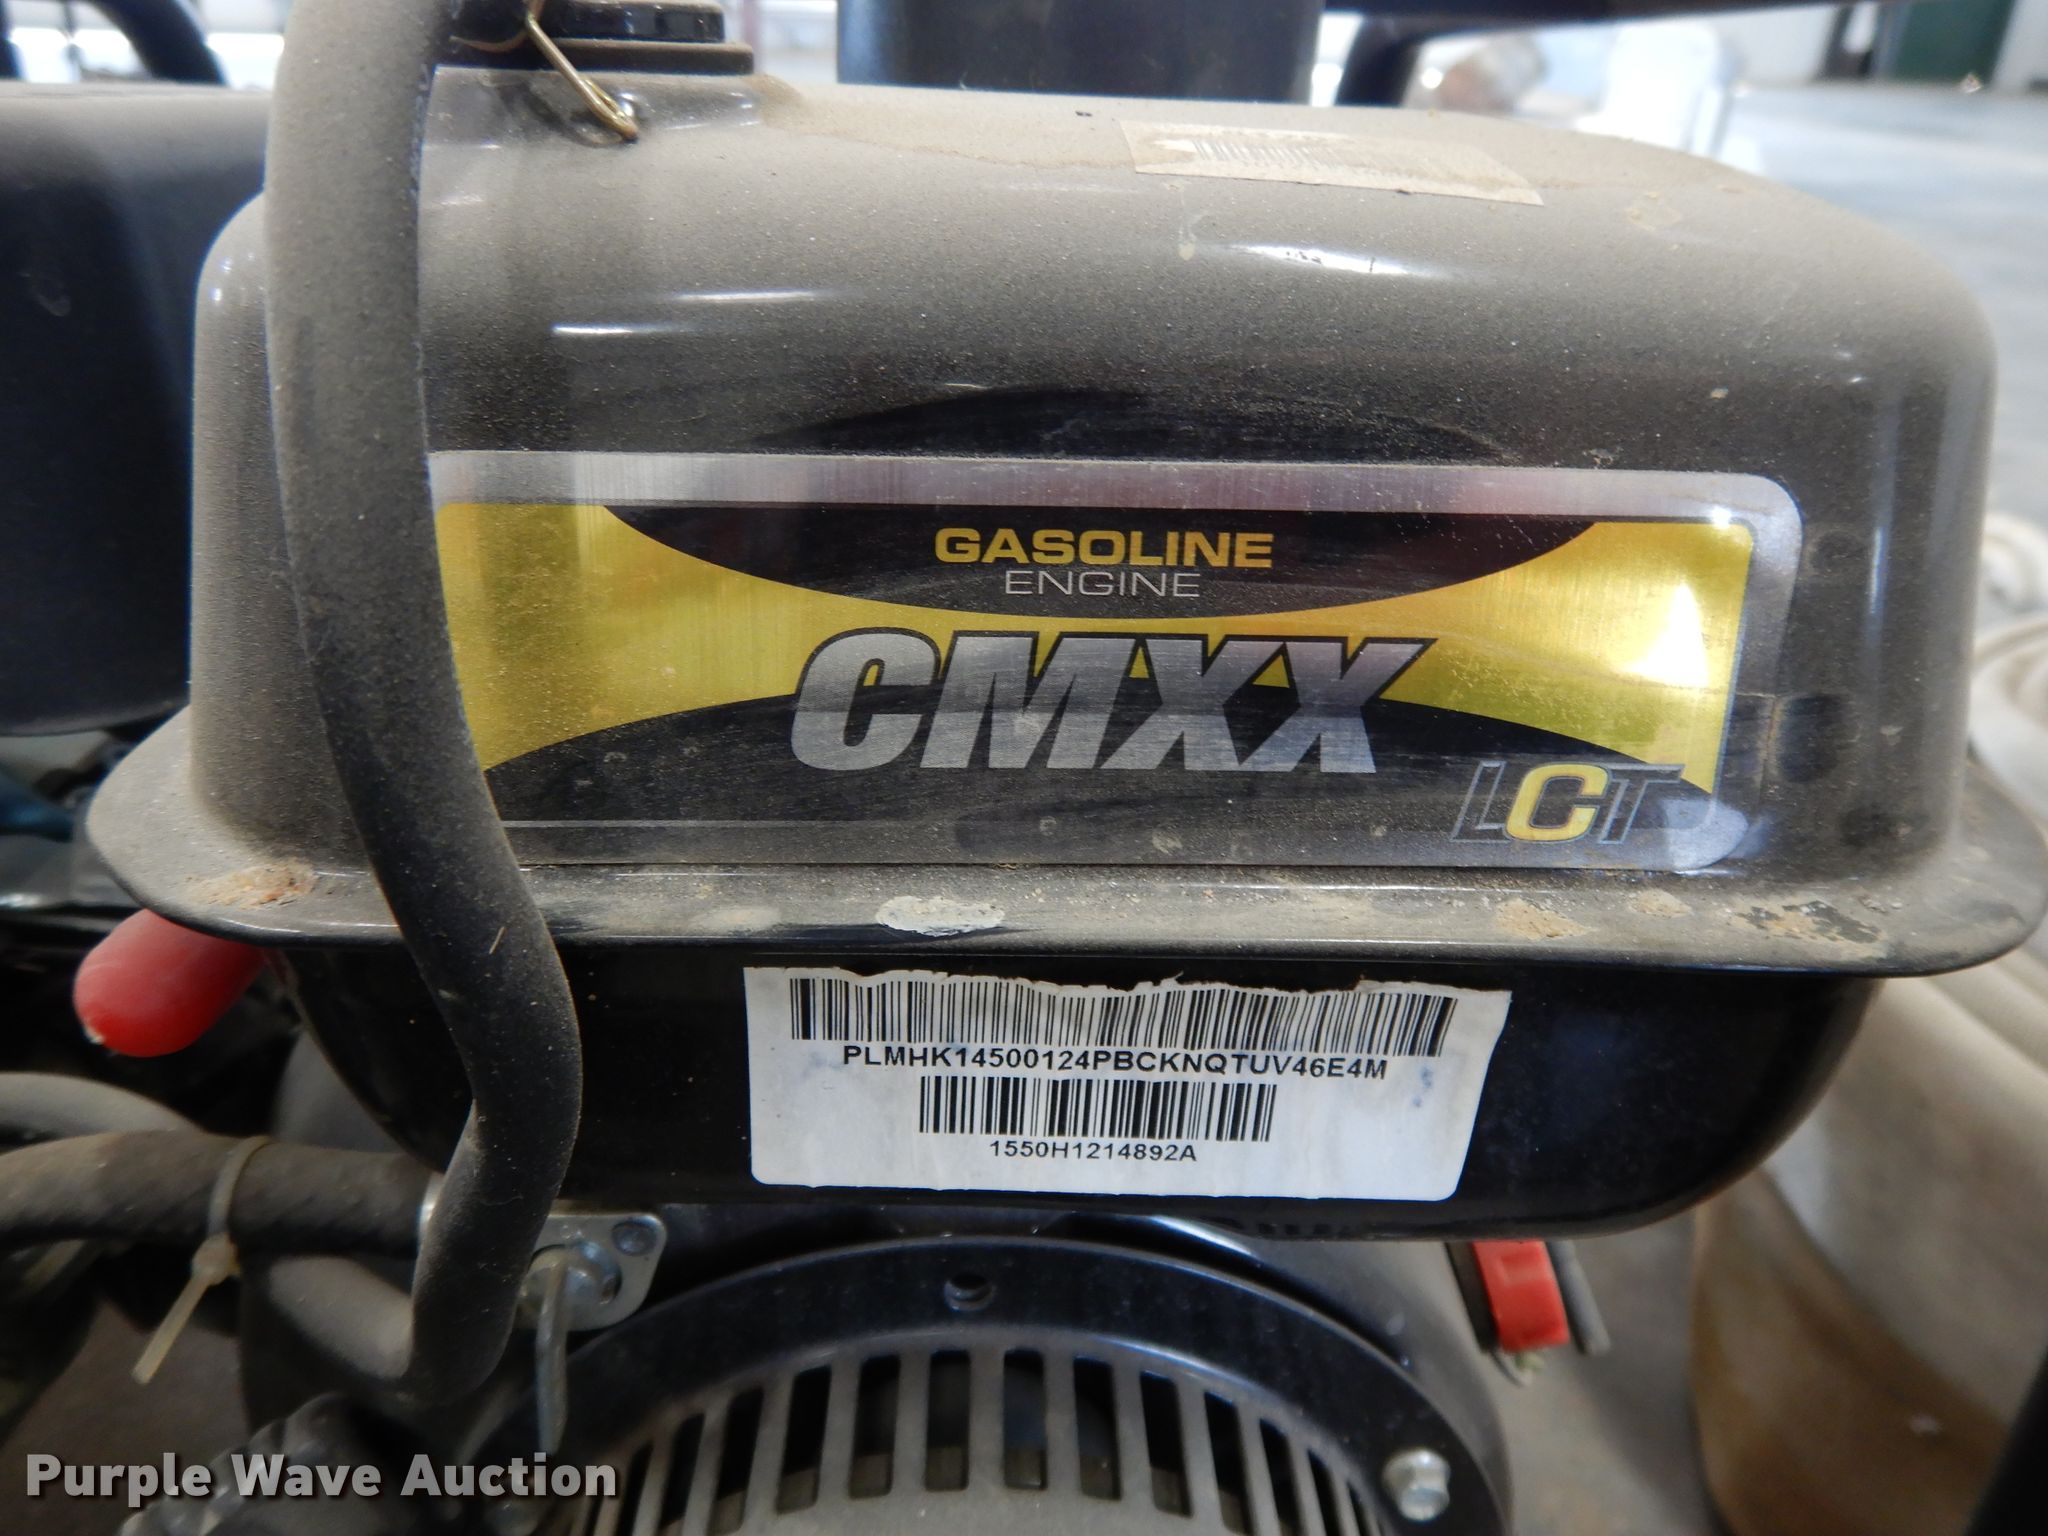 GASOLINE
ENGINE
CMXX
LCT
PLMHK14500124PBCKNQTUV46E4M
1550H1214892A
Purple Wave Auction